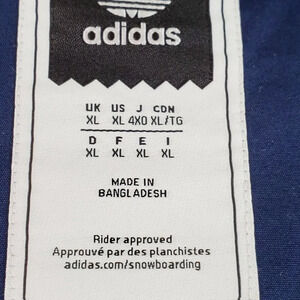 adidas
UK US J CDN
XL XL 4XO XL/TG
D F E I
XL XL XL XL
MADE IN
BANGLADESH
Rider approved
Approuvé par des planchistes
adidas.com/snowboarding